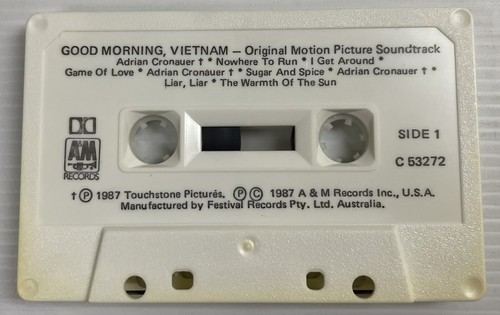 GOOD MORNING, VIETNAM – Original Motion Picture Soundtrack
Adrian Cronauer † * Nowhere To Run * I Get Around *
Game Of Love * Adrian Cronauer † * Sugar And Spice * Adrian Cronauer † *
Liar, Liar * The Warmth Of The Sun
SIDE 1
A&M
RECORDS
C 53272
† Ⓟ 1987 Touchstone Pictures. Ⓟ © 1987 A & M Records Inc., U.S.A.
Manufactured by Festival Records Pty. Ltd. Australia.